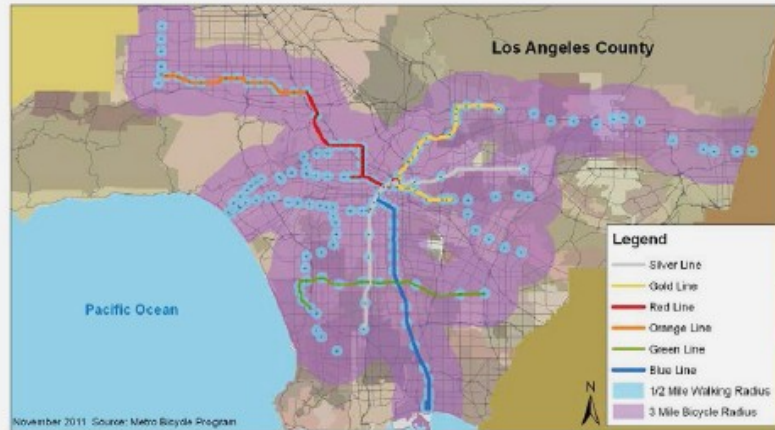 Los Angeles County
Pacific Ocean
Legend
Silver Line
Gold Line
Red Line
Orange Line
Green Line
Blue Line
1/2 Mile Walking Radius
3 Mile Bicycle Radius
N
November 2011 Source: Metro Bicycle Program